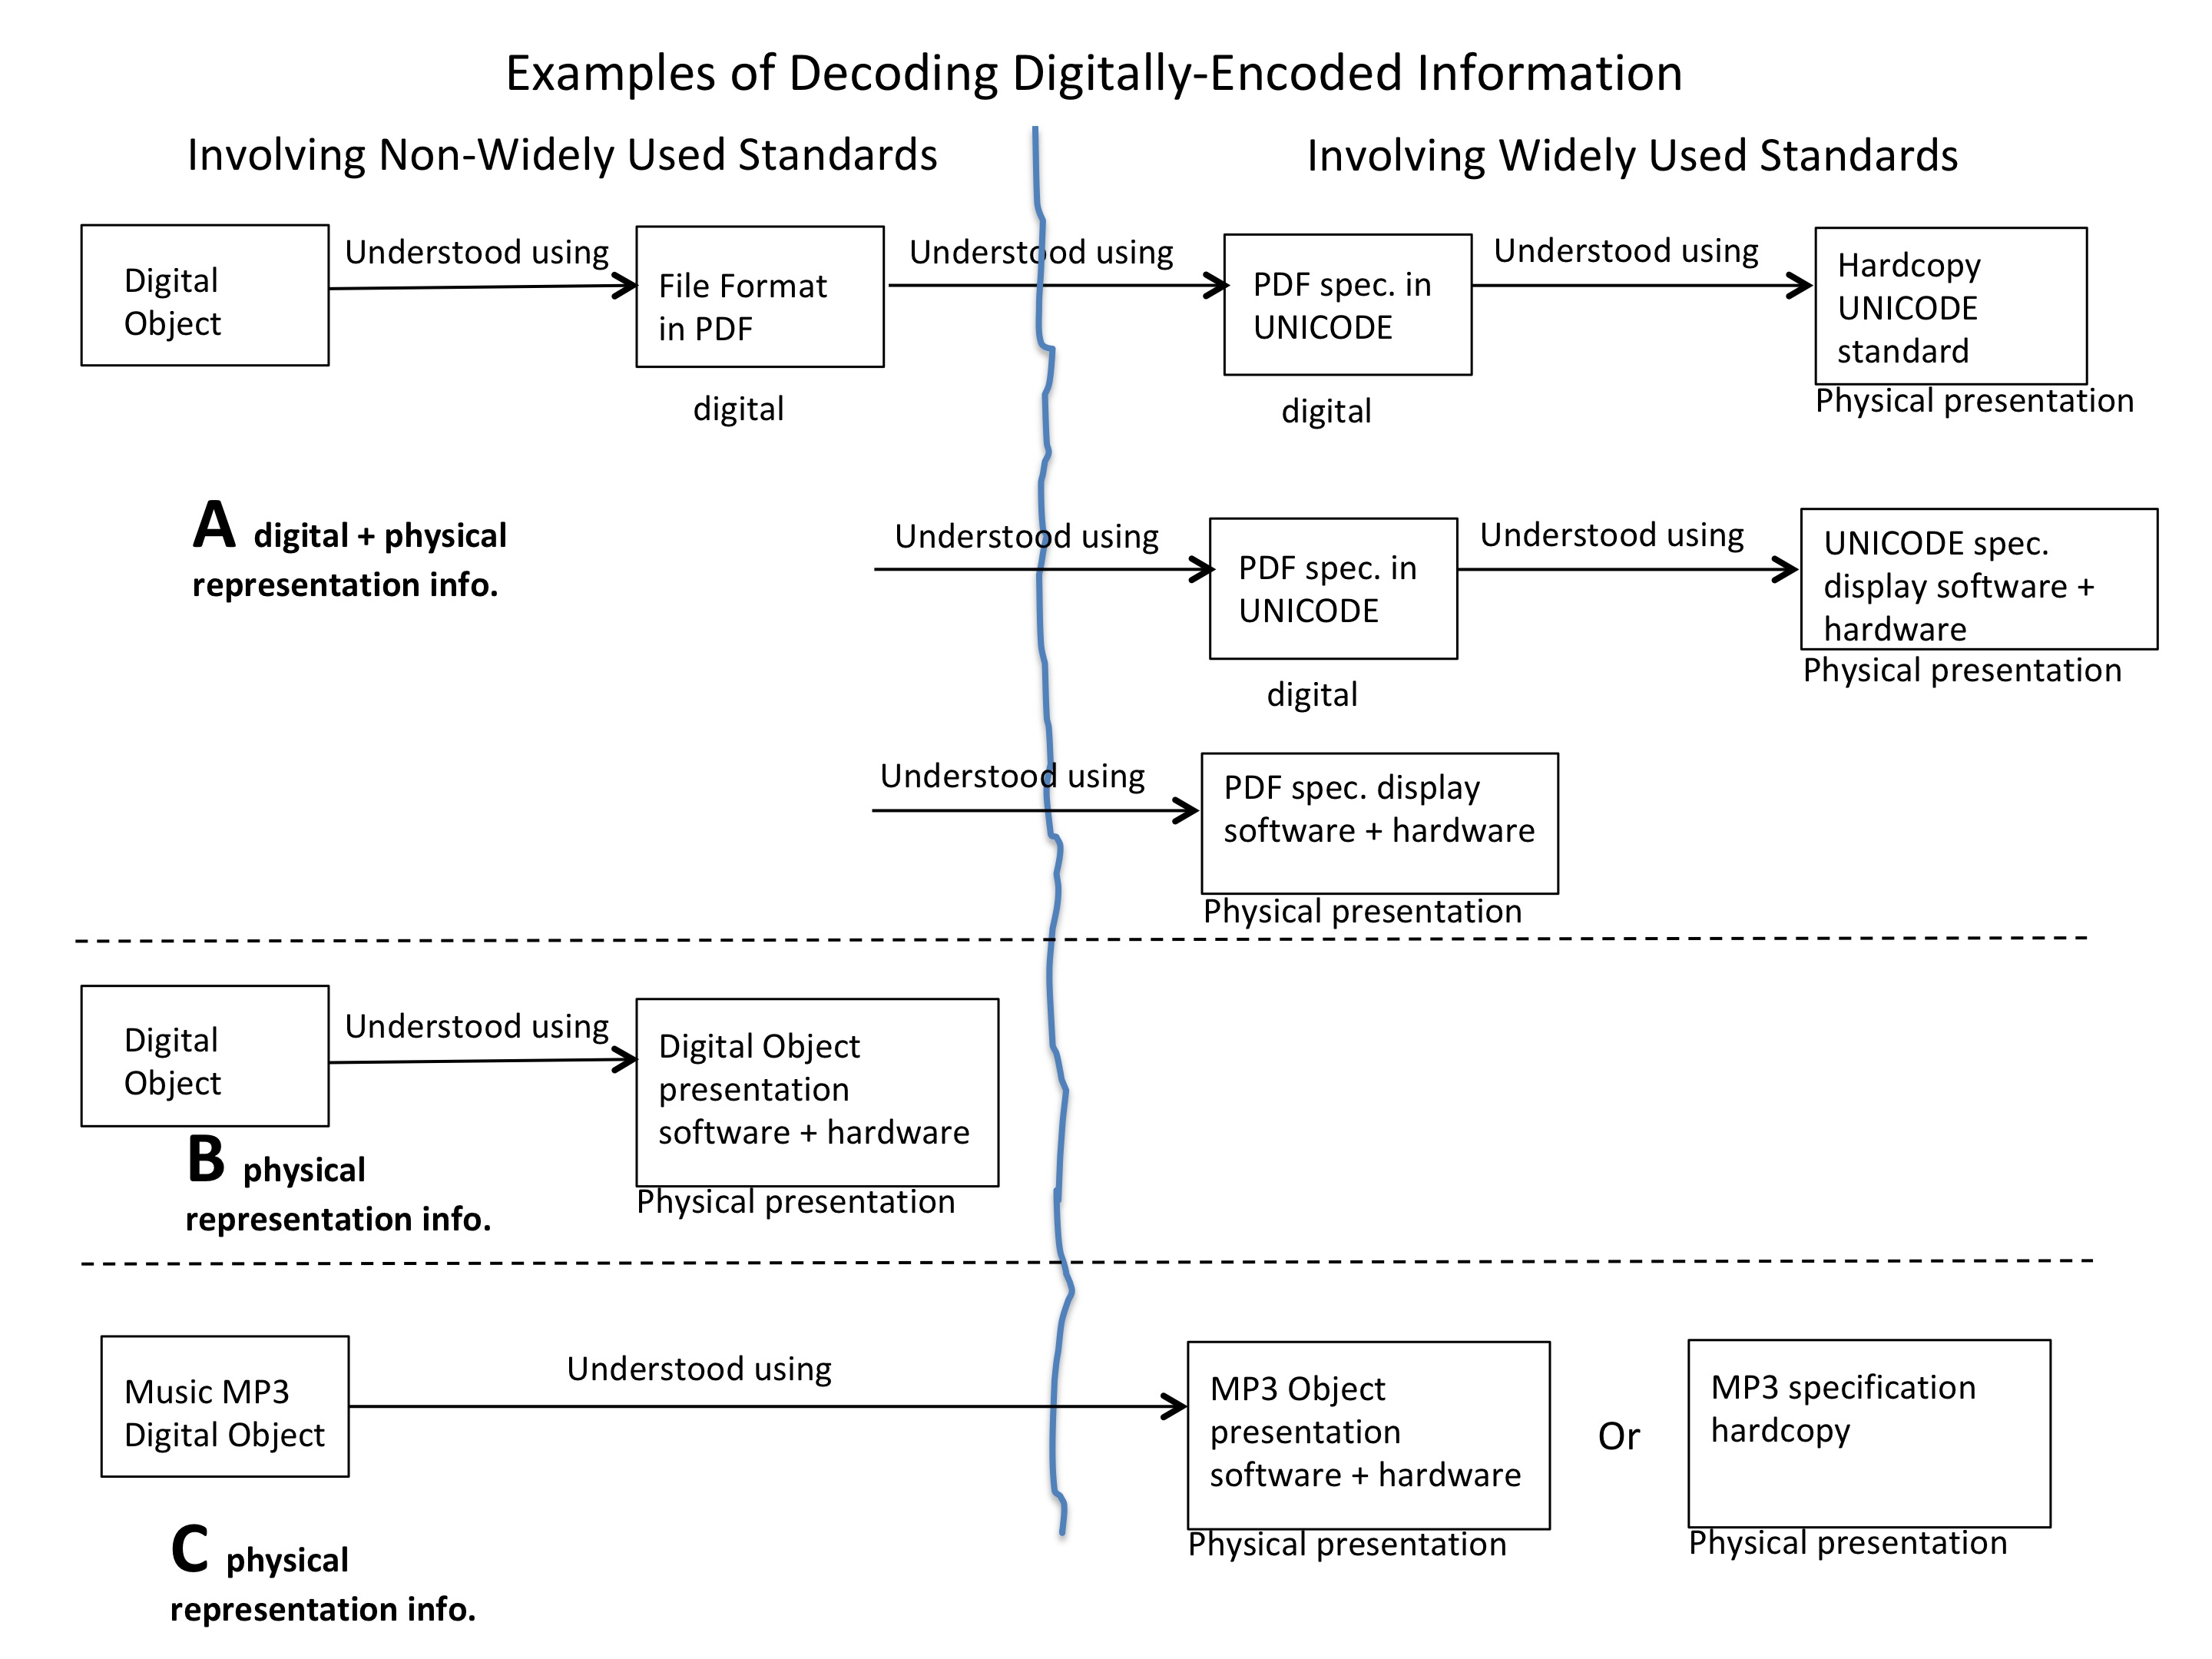 Examples of Decoding Digitally-Encoded Information
Involving Non-Widely Used Standards
Involving Widely Used Standards
Digital
Object
Understood using
File Format
in PDF
digital
Understood using
PDF spec. in
UNICODE
digital
Understood using
Hardcopy
UNICODE
standard
Physical presentation
A digital + physical
representation info.
Understood using
PDF spec. in
UNICODE
digital
Understood using
UNICODE spec.
display software +
hardware
Physical presentation
Understood using
PDF spec. display
software + hardware
Physical presentation
Digital
Object
Understood using
Digital Object
presentation
software + hardware
Physical presentation
B physical
representation info.
Music MP3
Digital Object
Understood using
MP3 Object
presentation
software + hardware
Physical presentation
Or
MP3 specification
hardcopy
Physical presentation
C physical
representation info.